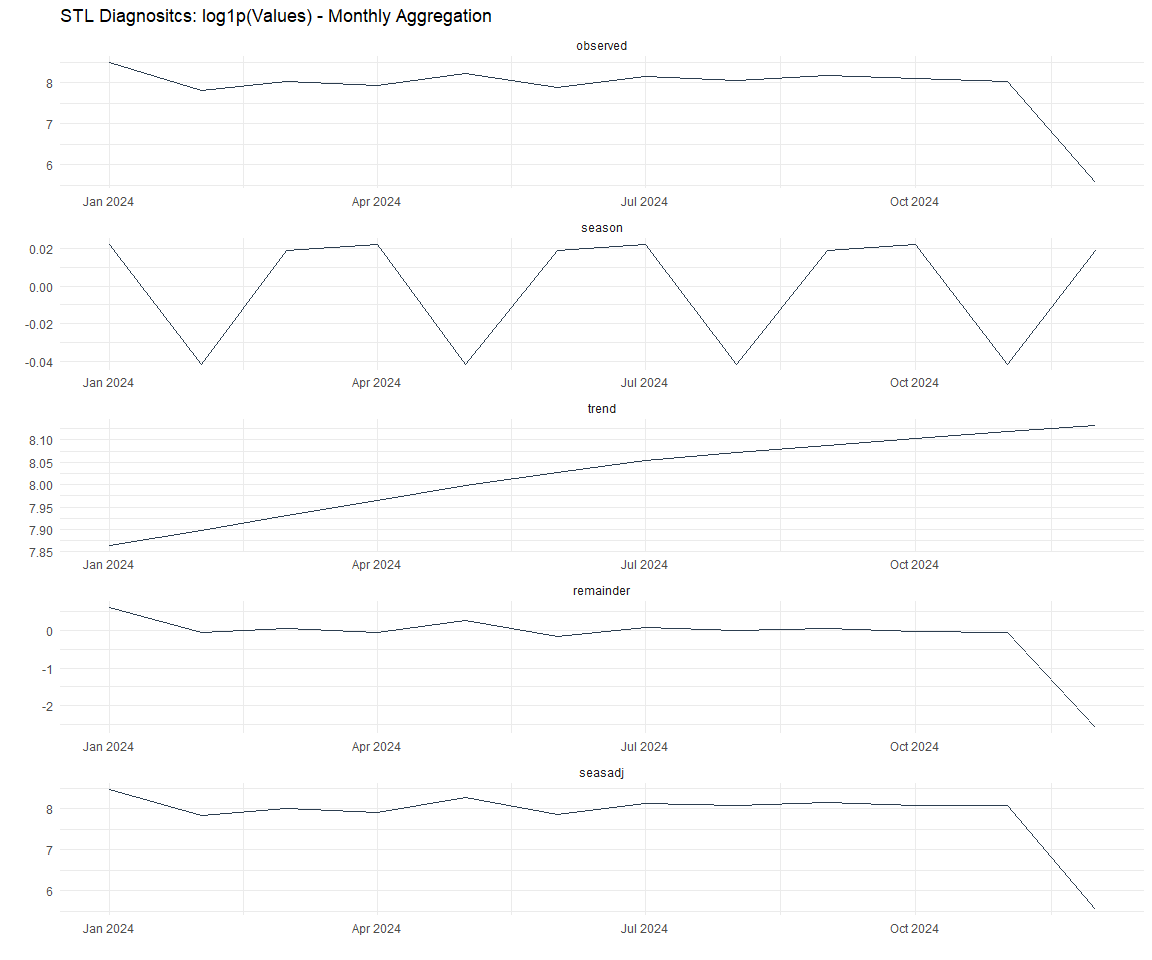 STL Diagnositcs: log1p(Values) - Monthly Aggregation
observed
8
7
6
Jan 2024 Apr 2024 Jul 2024 Oct 2024
season
0.02
0.00
-0.02
-0.04
Jan 2024 Apr 2024 Jul 2024 Oct 2024
trend
8.10
8.05
8.00
7.95
7.90
7.85
Jan 2024 Apr 2024 Jul 2024 Oct 2024
remainder
0
-1
-2
Jan 2024 Apr 2024 Jul 2024 Oct 2024
seasadj
8
7
6
Jan 2024 Apr 2024 Jul 2024 Oct 2024